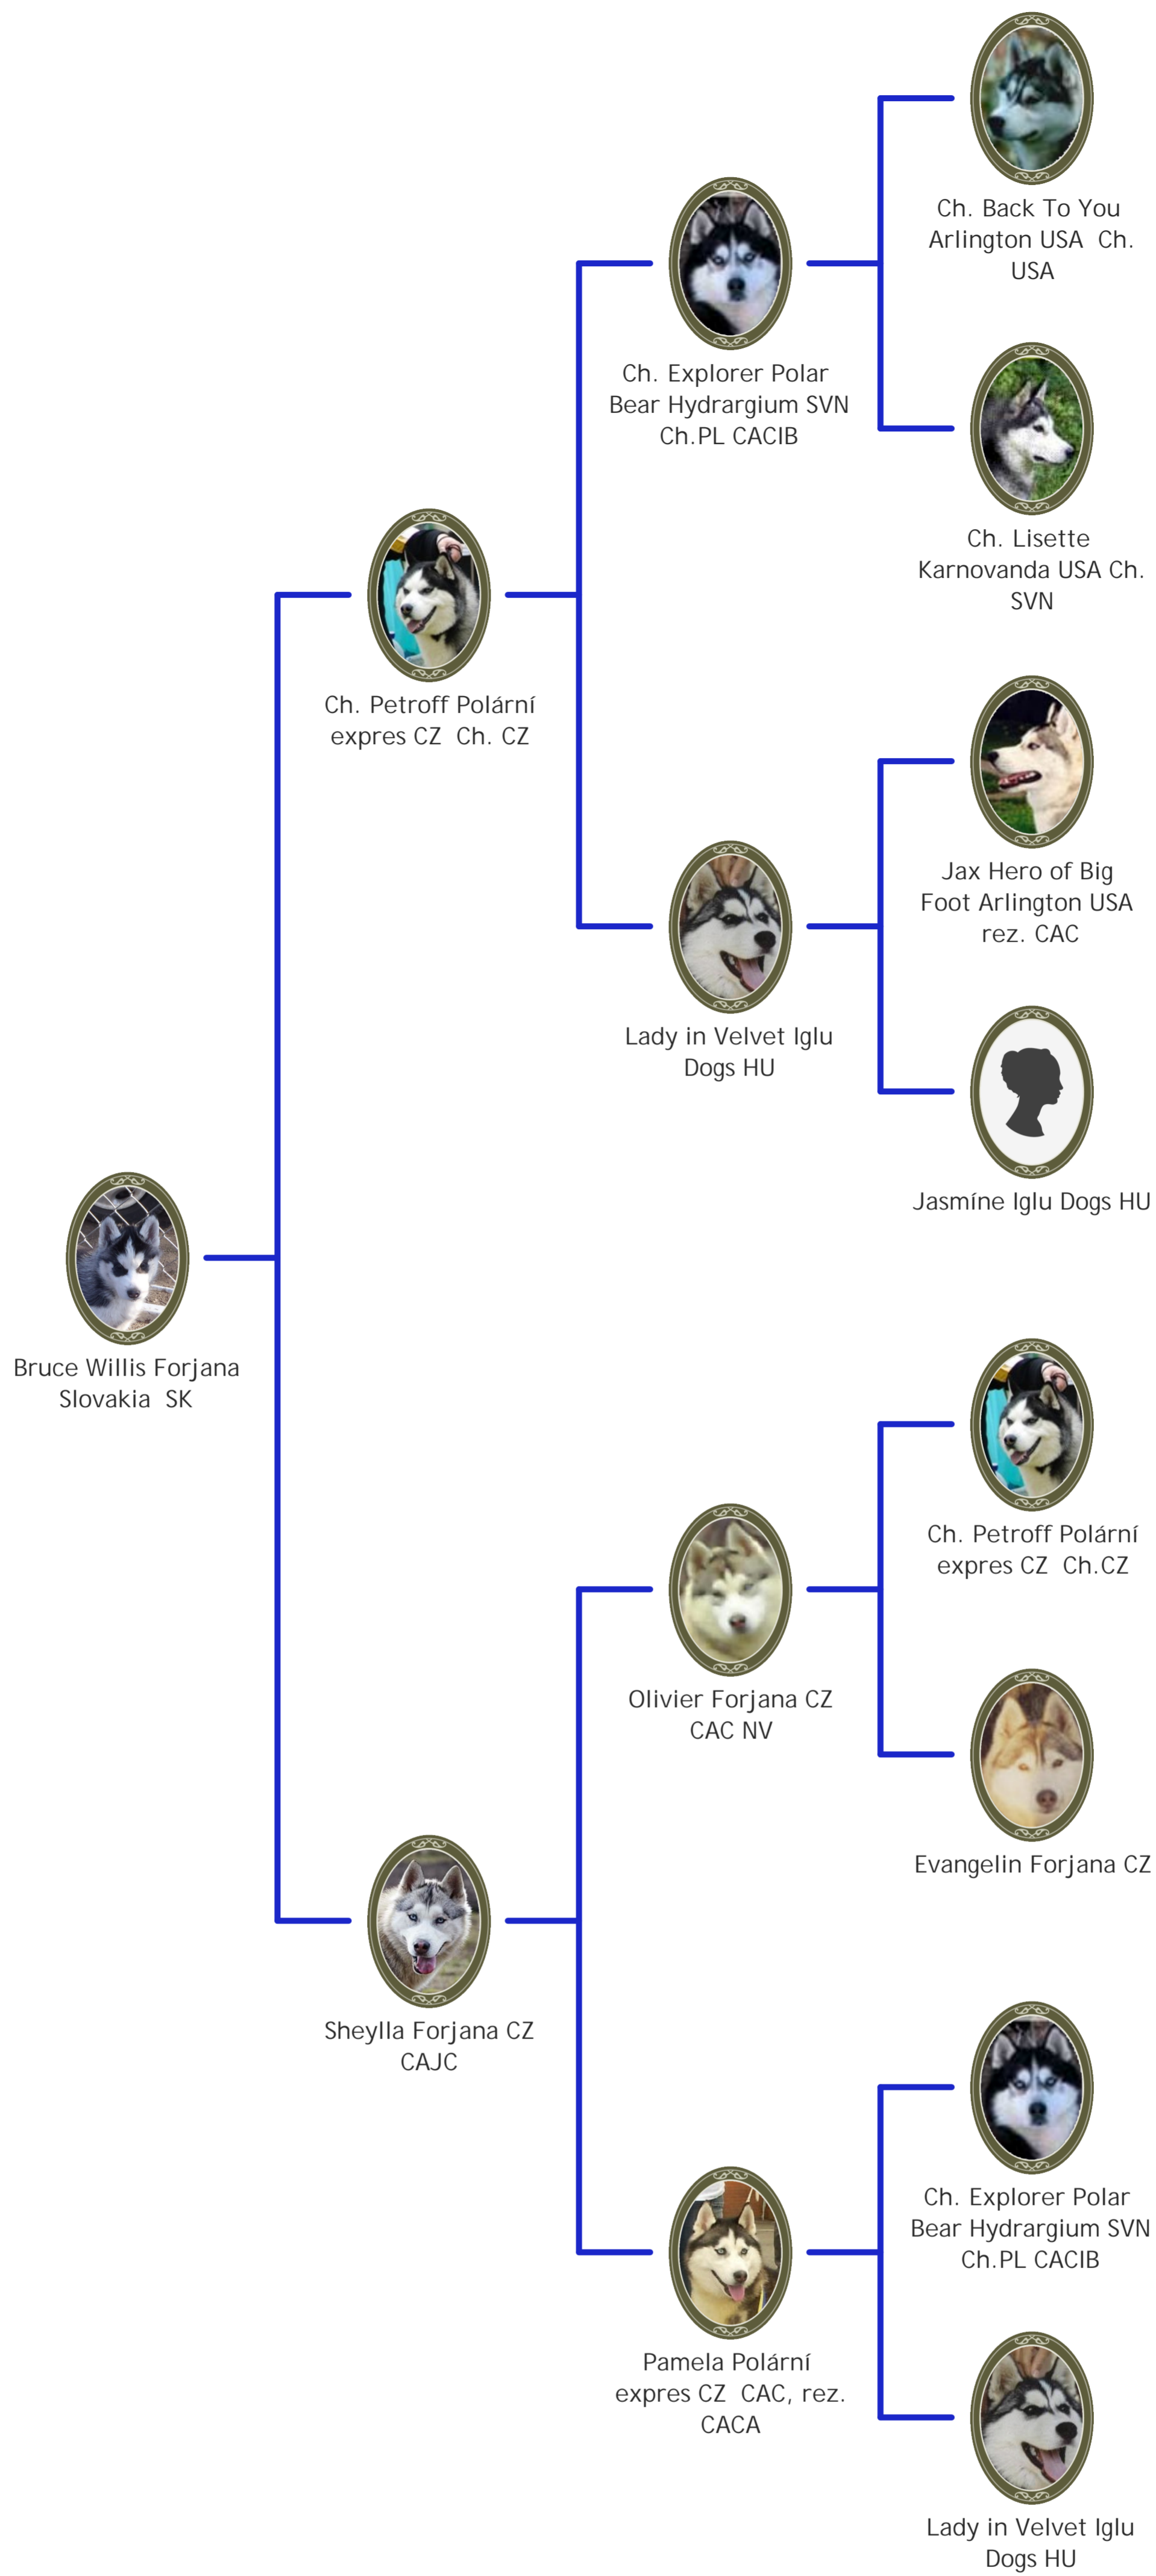 Ch. Back To You
Arlington USA  Ch.
USA
Ch. Explorer Polar
Bear Hydrargium SVN
Ch.PL CACIB
Ch. Lisette
Karnovanda USA Ch.
SVN
Ch. Petroff Polární
expres CZ  Ch. CZ
Jax Hero of Big
Foot Arlington USA
rez. CAC
Lady in Velvet Iglu
Dogs HU
Jasmíne Iglu Dogs HU
Bruce Willis Forjana
Slovakia  SK
Ch. Petroff Polární
expres CZ  Ch.CZ
Olivier Forjana CZ
CAC NV
Evangelin Forjana CZ
Sheylla Forjana CZ
CAJC
Ch. Explorer Polar
Bear Hydrargium SVN
Ch.PL CACIB
Pamela Polární
expres CZ  CAC, rez.
CACA
Lady in Velvet Iglu
Dogs HU